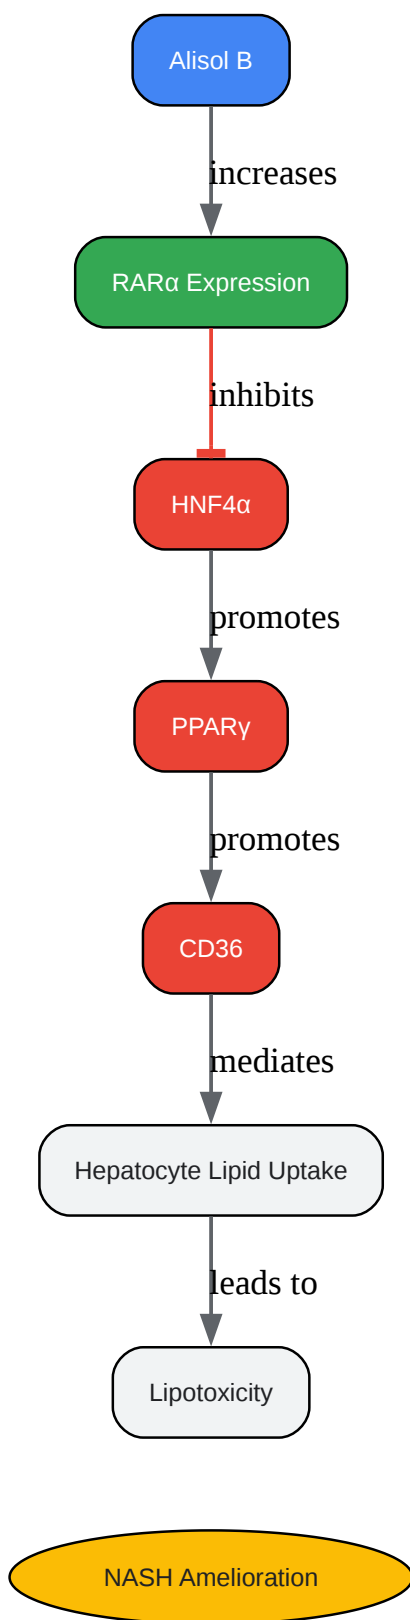 Alisol B
increases
RARα Expression
inhibits
HNF4α
promotes
PPARγ
promotes
CD36
mediates
Hepatocyte Lipid Uptake
leads to
Lipotoxicity
NASH Amelioration